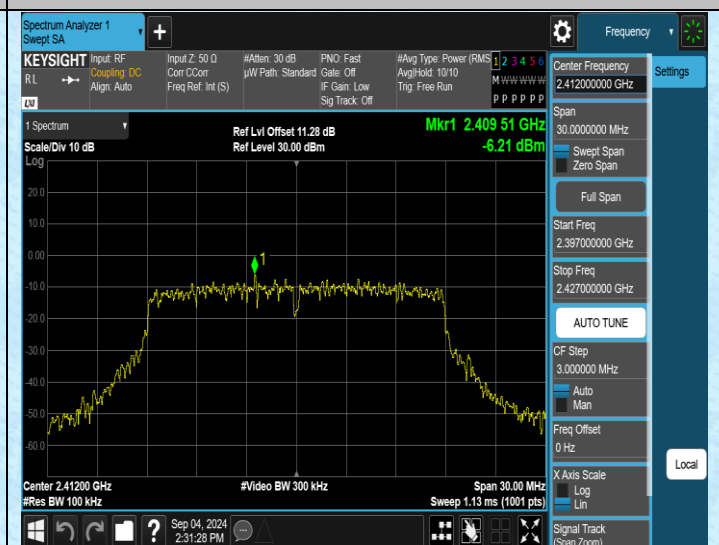 Spectrum Analyzer 1
Swept SA
+
Frequency
KEYSIGHT
RL
LXI
Input: RF
Coupling: DC
Align: Auto
Input Z: 50 Ω
Corr CCorr
Freq Ref: Int (S)
#Atten: 30 dB
µW Path: Standard
PNO: Fast
Gate: Off
IF Gain: Low
Sig Track: Off
#Avg Type: Power (RMS
Avg|Hold: 10/10
Trig: Free Run
1 2 3 4 5 6
M W W W W W
P P P P P P
1 Spectrum
Scale/Div 10 dB
Log
Ref Lvl Offset 11.28 dB
Ref Level 30.00 dBm
Mkr1 2.409 51 GHz
-6.21 dBm
20.0
10.0
0.00
-10.0
-20.0
-30.0
-40.0
-50.0
-60.0
1
Center 2.41200 GHz
#Res BW 100 kHz
#Video BW 300 kHz
Span 30.00 MHz
Sweep 1.13 ms (1001 pts)
?
Sep 04, 2024
2:31:28 PM
Center Frequency
2.412000000 GHz
Settings
Span
30.0000000 MHz
Swept Span
Zero Span
Full Span
Start Freq
2.397000000 GHz
Stop Freq
2.427000000 GHz
AUTO TUNE
CF Step
3.000000 MHz
Auto
Man
Freq Offset
0 Hz
X Axis Scale
Log
Lin
Local
Signal Track
(Span Zoom)